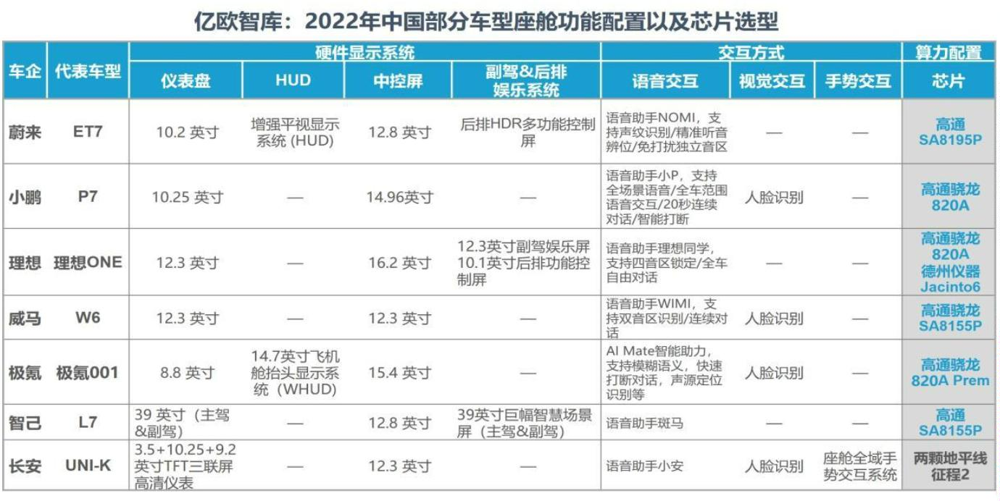 亿欧智库：2022年中国部分车型座舱功能配置以及芯片选型
车企
代表车型
硬件显示系统
交互方式
算力配置
仪表盘
HUD
中控屏
副驾&后排
娱乐系统
语音交互
视觉交互
手势交互
芯片
蔚来
ET7
10.2 英寸
增强平视显示
系统 (HUD)
12.8 英寸
后排HDR多功能控制
屏
语音助手NOMI，支
持声纹识别/精准听音
辨位/免打扰独立音区
—
—
高通
SA8195P
小鹏
P7
10.25 英寸
—
14.96英寸
—
语音助手小P，支持
全场景语音/全车范围
语音交互/20秒连续
对话/智能打断
人脸识别
—
高通骁龙
820A
理想
理想ONE
12.3 英寸
—
16.2 英寸
12.3英寸副驾娱乐屏
10.1英寸后排功能控
制屏
语音助手理想同学，
支持四音区锁定/全车
自由对话
—
—
高通骁龙
820A
德州仪器
Jacinto6
威马
W6
12.3 英寸
—
12.3 英寸
—
语音助手WIMI，支
持双音区识别/连续对
话
人脸识别
—
高通骁龙
SA8155P
极氪
极氪001
8.8 英寸
14.7英寸飞机
舱抬头显示系
统（WHUD)
15.4 英寸
—
AI Mate智能助力，
支持模糊语义，快速
打断对话，声源定位
识别等
人脸识别
—
高通骁龙
820A Prem
智己
L7
39 英寸（主驾
&副驾）
—
12.8 英寸
39英寸巨幅智慧场景
屏（主驾&副驾）
语音助手斑马
—
—
高通
SA8155P
长安
UNI-K
3.5+10.25+9.2
英寸TFT三联屏
高清仪表
—
12.3 英寸
—
语音助手小安
人脸识别
座舱全域手
势交互系统
两颗地平线
征程2